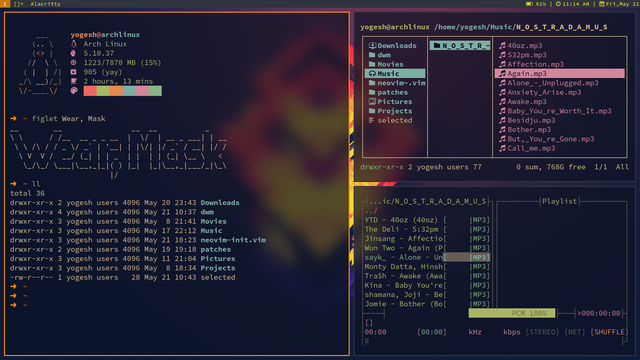 []= Alacritty
61% | 11:14 AM | Fri,May 21
yogesh@archlinux
Arch Linux
5.10.37
1223/7870 MB (15%)
905 (yay)
2 hours, 13 mins
→ ~ figlet Wear, Mask
Wear, Mask
→ ~ ll
total 36
drwxr-xr-x 2 yogesh users 4096 May 20 23:43 Downloads
drwxr-xr-x 4 yogesh users 4096 May 21 10:37 dwm
drwxr-xr-x 3 yogesh users 4096 May 8 21:41 Movies
drwxr-xr-x 3 yogesh users 4096 May 17 22:12 Music
drwxr-xr-x 3 yogesh users 4096 May 21 10:23 neovim-init.vim
drwxr-xr-x 2 yogesh users 4096 May 19 19:18 patches
drwxr-xr-x 2 yogesh users 4096 May 11 21:04 Pictures
drwxr-xr-x 5 yogesh users 4096 May 8 18:34 Projects
-rw-r--r-- 1 yogesh users 28 May 21 10:43 selected
→ ~
→ ~
→ ~
yogesh@archlinux /home/yogesh/Music/N_O_S_T_R_A_D_A_M_U_S
Downloads
dwm
Movies
Music
neovim-~.vim
patches
Pictures
Projects
selected
N_O_S_T_R_~
40oz.mp3
532pm.mp3
Affection.mp3
Again.mp3
Alone_-_Unplugged.mp3
Anxiety_Arise.mp3
Awake.mp3
Baby_You_re_Worth_It.mp3
Besidju.mp3
Bother.mp3
But,_You_re_Gone.mp3
Call_me.mp3
drwxr-xr-x 2 yogesh users 77 0 sum, 768G free 1/1 All
...ic/N_O_S_T_R_A_D_A_M_U_S
../
YTD - 40oz (40oz) [ |MP3]
The Deli - 5:32pm [ |MP3]
Jinsang - Affectio[ |MP3]
Wun Two - Again (P[ |MP3]
sayk_ - Alone - Un[ |MP3]
Monty Datta, Hinsh[ |MP3]
Tra$h - Awake (Awa[ |MP3]
Kina - Baby You're[ |MP3]
shamana, Joji - Be[ |MP3]
Jomie - Bother (Bo[ |MP3]
Playlist
PCM 100% >000:00:00
[]
00:00 [00:00] kHz kbps [STEREO] [NET] [SHUFFLE]